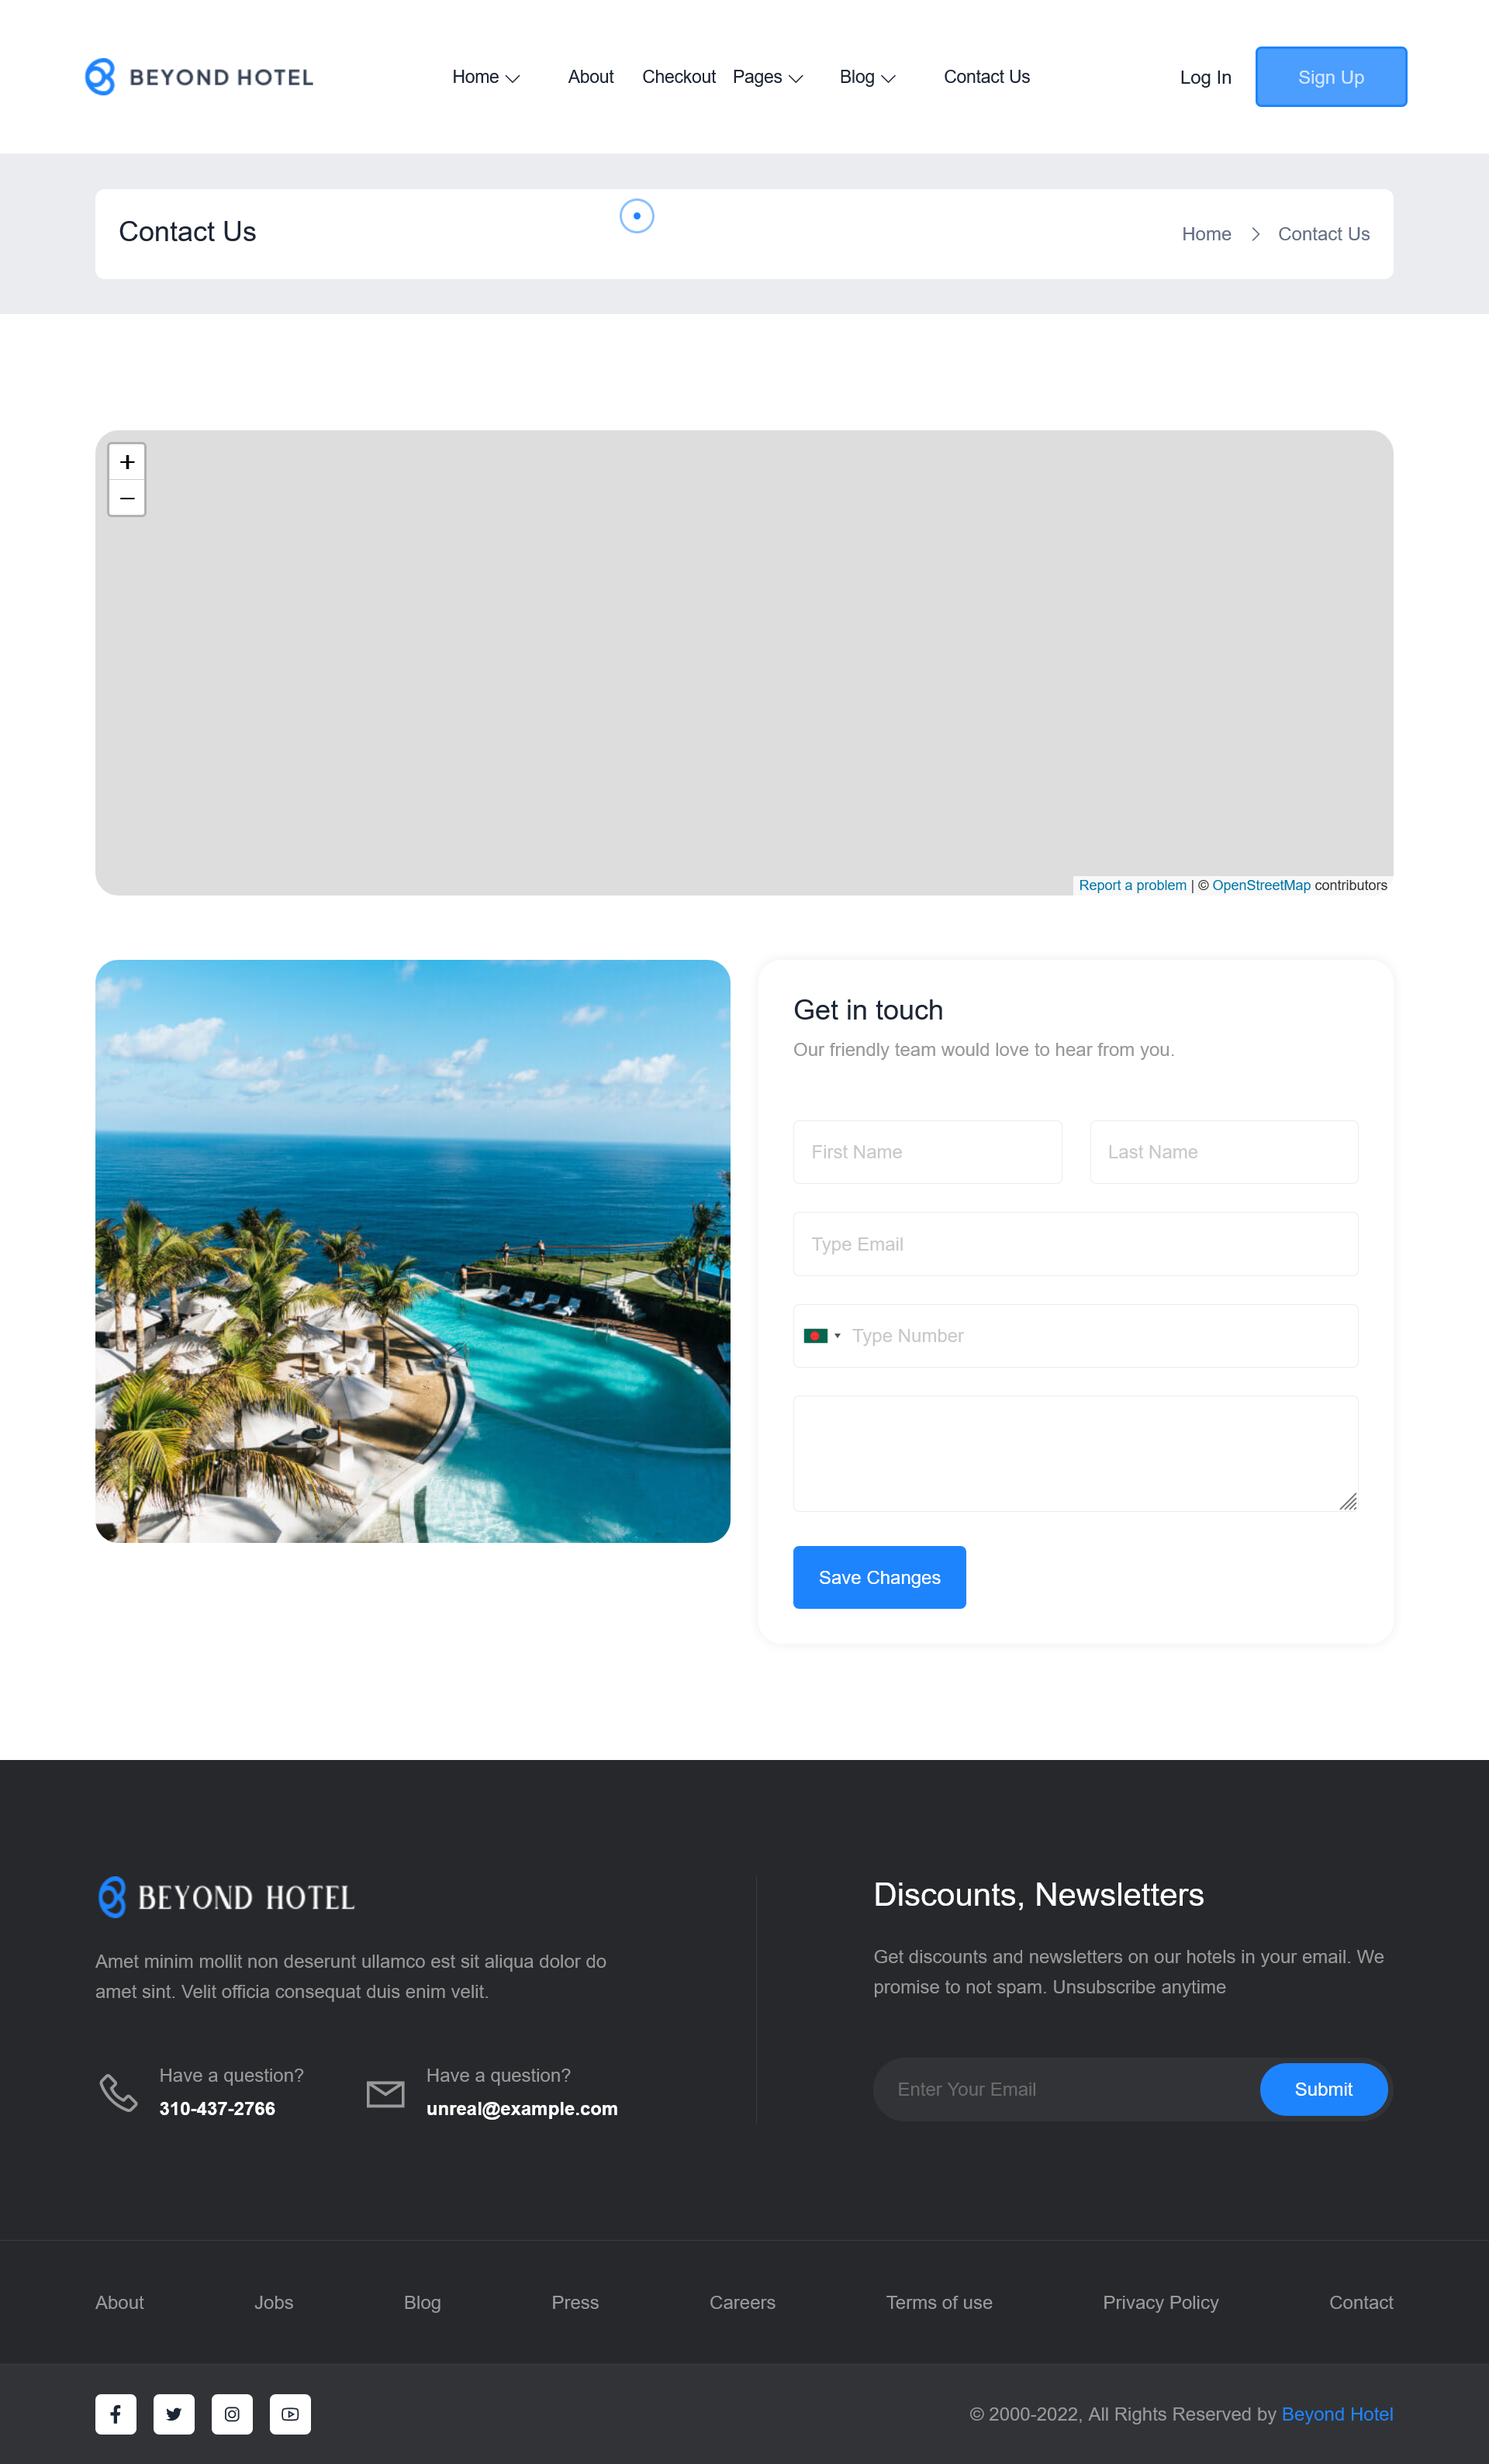 BEYOND HOTEL
Home
About
Checkout
Pages
Blog
Contact Us
Log In
Sign Up
Contact Us
Home
Contact Us
+
−
Report a problem | © OpenStreetMap contributors
Get in touch
Our friendly team would love to hear from you.
First Name
Last Name
Type Email
Type Number
Save Changes
BEYOND HOTEL
Amet minim mollit non deserunt ullamco est sit aliqua dolor do
amet sint. Velit officia consequat duis enim velit.
Have a question?
310-437-2766
Have a question?
unreal@example.com
Discounts, Newsletters
Get discounts and newsletters on our hotels in your email. We
promise to not spam. Unsubscribe anytime
Enter Your Email
Submit
About
Jobs
Blog
Press
Careers
Terms of use
Privacy Policy
Contact
© 2000-2022, All Rights Reserved by Beyond Hotel